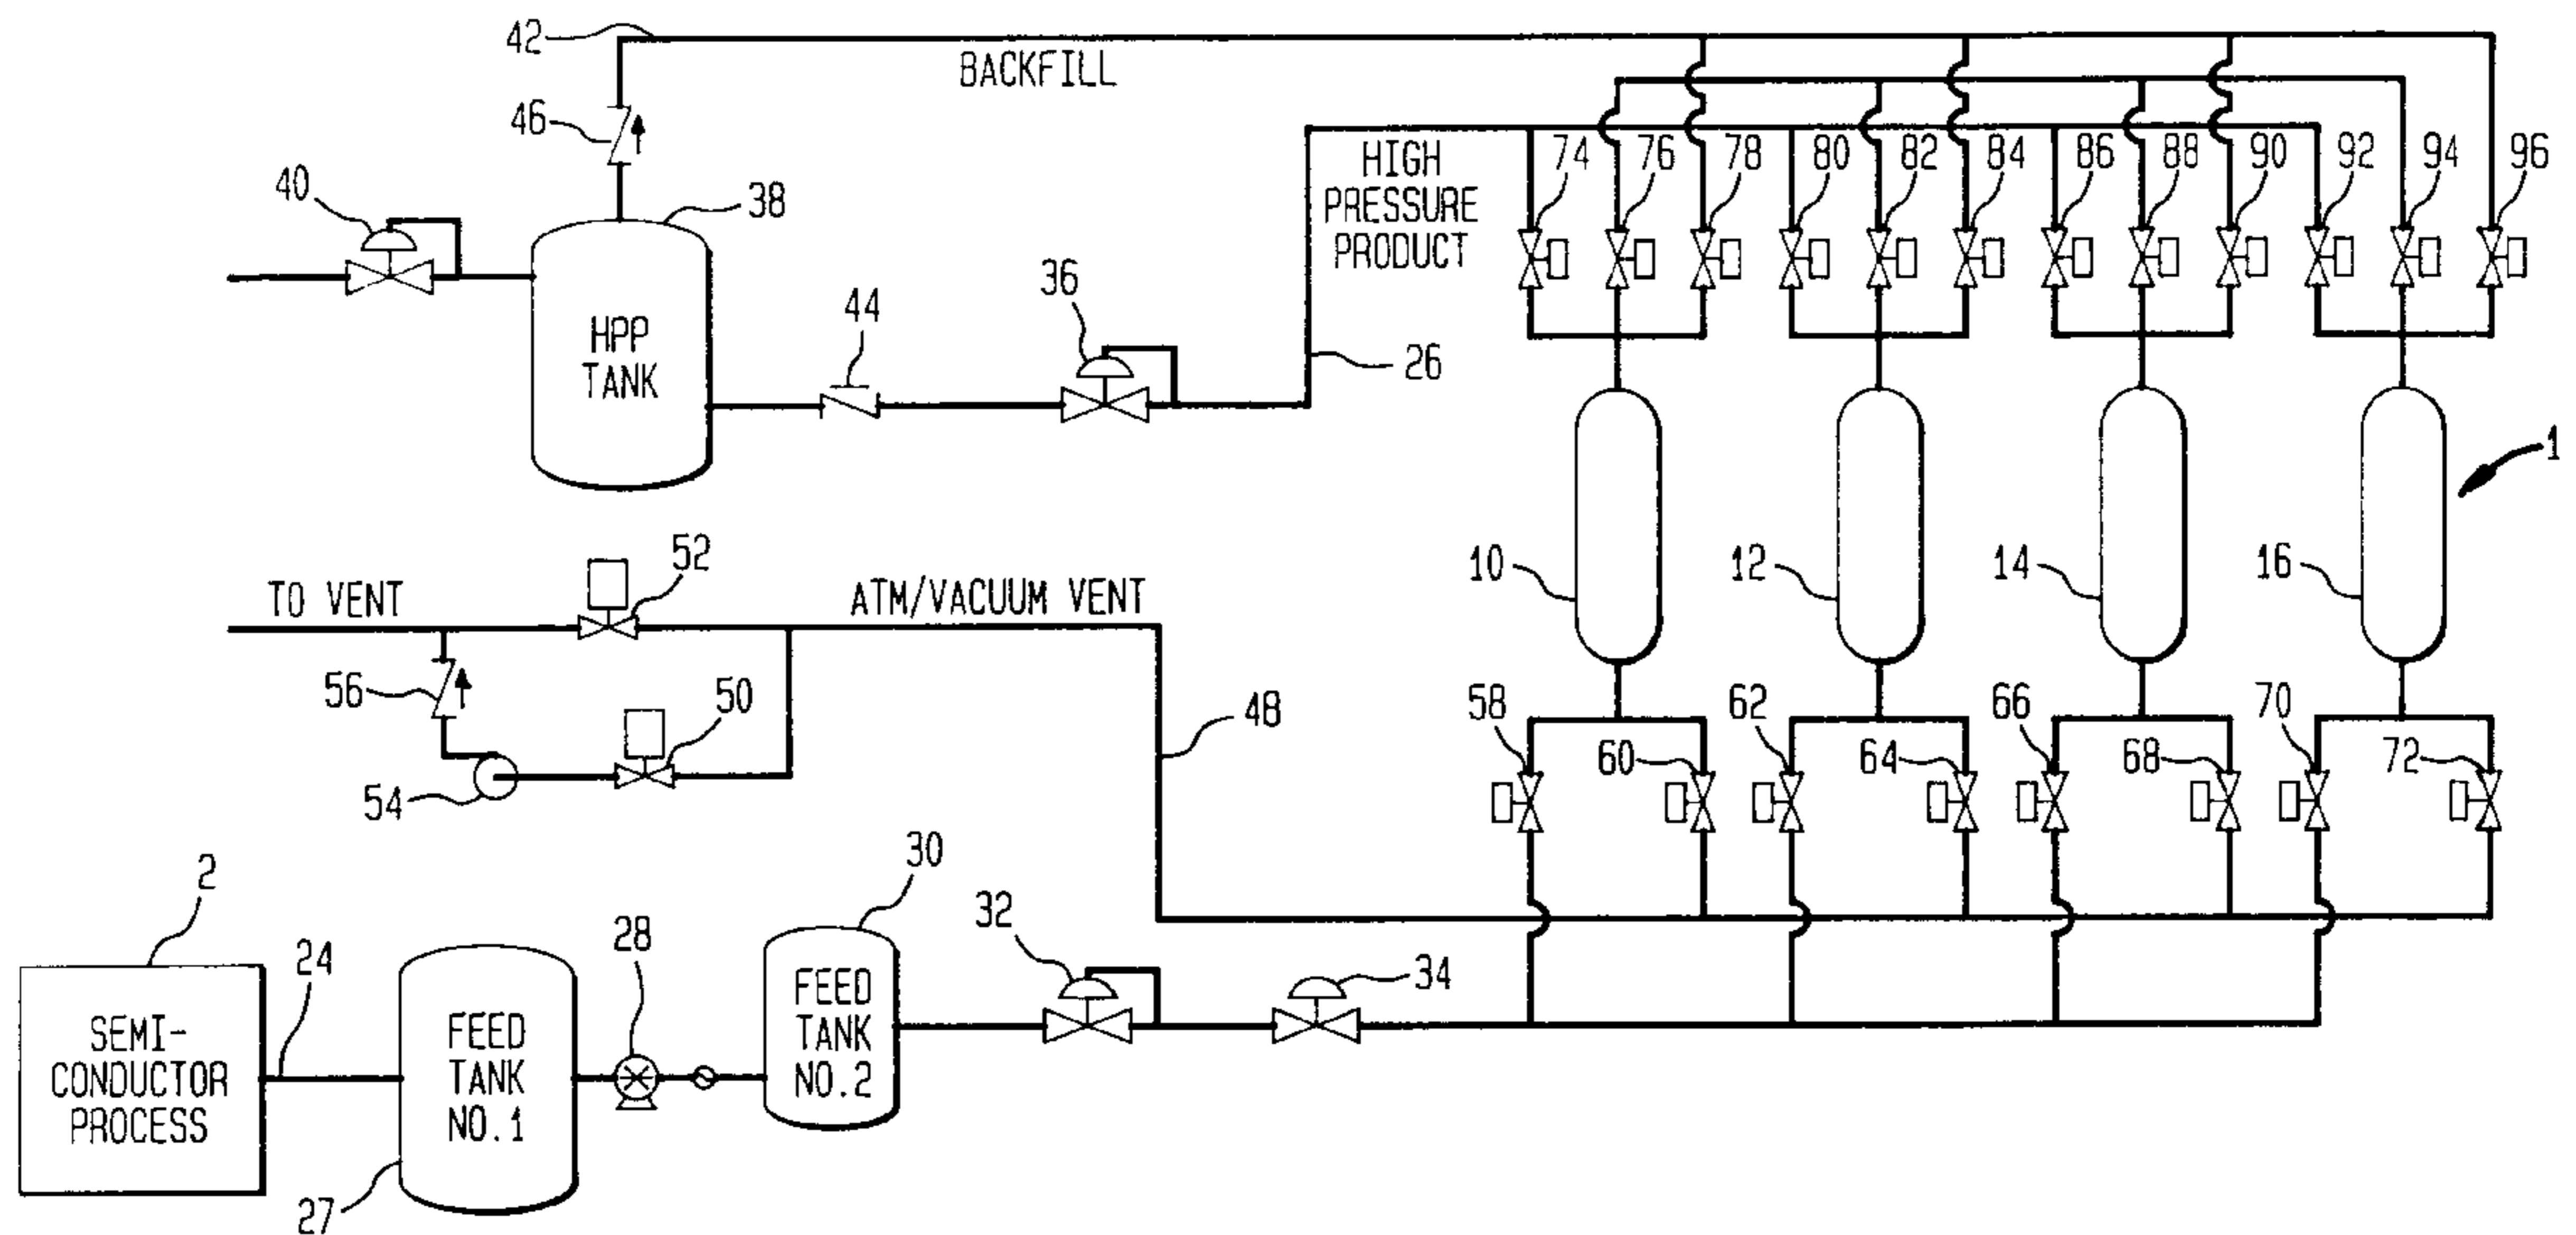 42
BACKFILL
46
40
38
HIGH
PRESSURE
PRODUCT
74
76
78
80
82
84
86
88
90
92
94
96
HPP
TANK
44
36
26
1
10
12
14
16
TO VENT
52
ATM/VACUUM VENT
56
50
54
48
58
60
62
64
66
68
70
72
2
24
SEMI-
CONDUCTOR
PROCESS
FEED
TANK
NO.1
27
28
30
FEED
TANK
NO.2
32
34